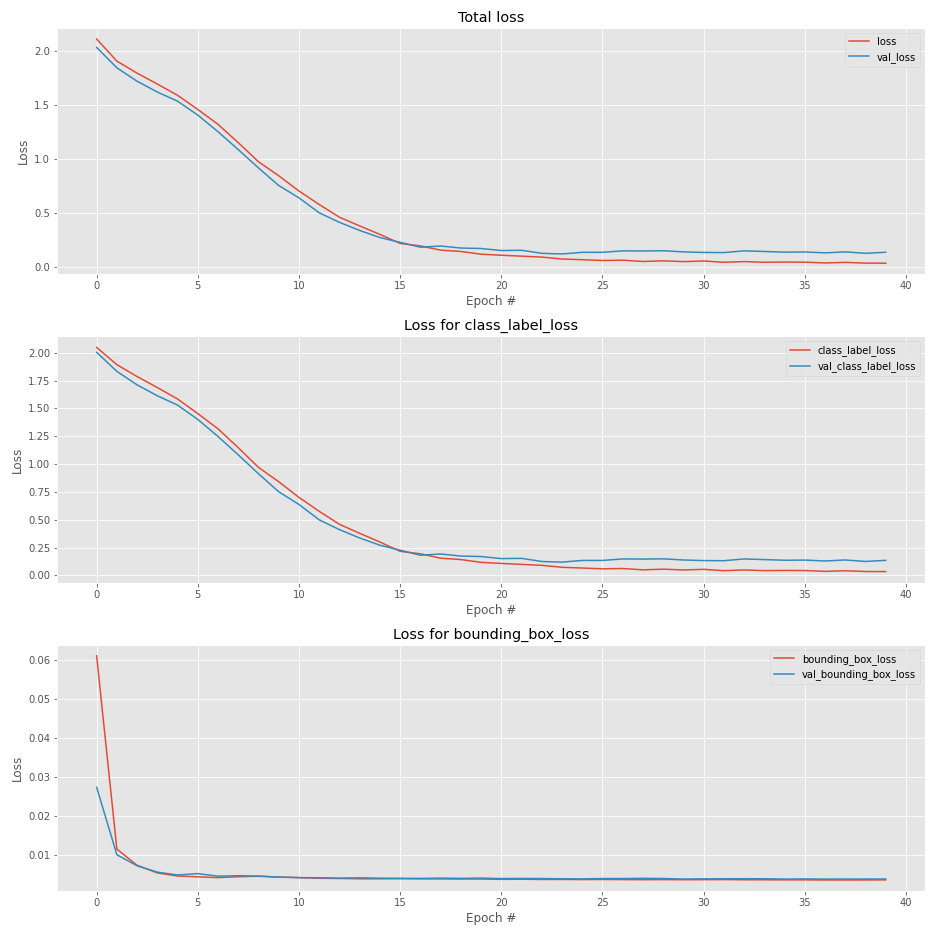 Total loss
loss
val_loss
2.0
1.5
1.0
0.5
0.0
Loss
0 5 10 15 20 25 30 35 40
Epoch #
Loss for class_label_loss
class_label_loss
val_class_label_loss
2.00
1.75
1.50
1.25
1.00
0.75
0.50
0.25
0.00
Loss
0 5 10 15 20 25 30 35 40
Epoch #
Loss for bounding_box_loss
bounding_box_loss
val_bounding_box_loss
0.06
0.05
0.04
0.03
0.02
0.01
Loss
0 5 10 15 20 25 30 35 40
Epoch #